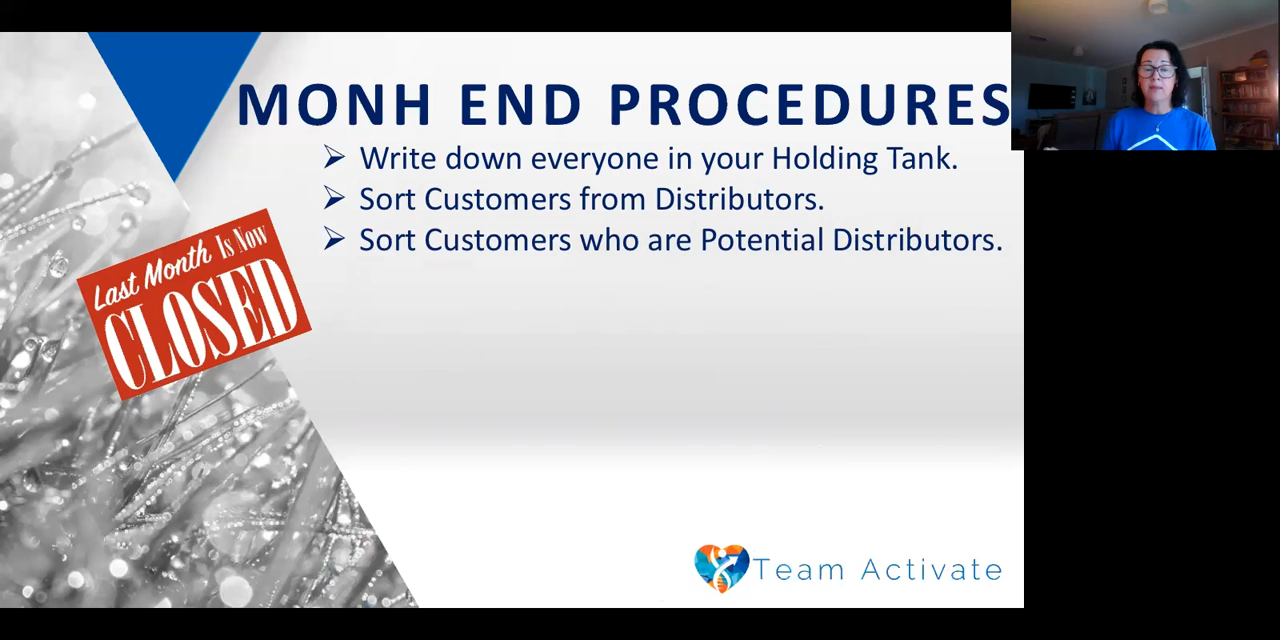 MONH END PROCEDURES
➢ Write down everyone in your Holding Tank.
➢ Sort Customers from Distributors.
➢ Sort Customers who are Potential Distributors.
Last Month Is Now
CLOSED
Team Activate